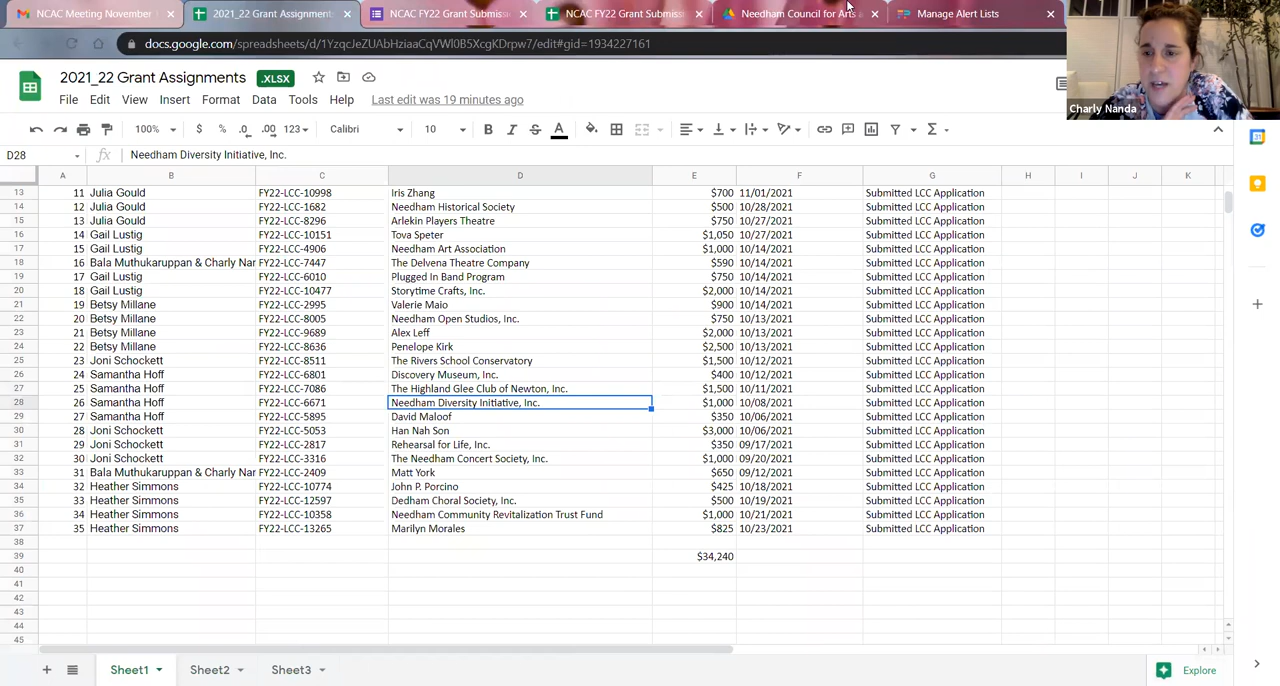 NCAC Meeting November
2021_22 Grant Assignments
NCAC FY22 Grant Submiss
NCAC FY22 Grant Submiss
Needham Council for Arts &
Manage Alert Lists
docs.google.com/spreadsheets/d/1YzqcJeZUAbHziaaCqVWl0B5XcgKDrpw7/edit#gid=1934227161
2021_22 Grant Assignments .XLSX
File Edit View Insert Format Data Tools Help Last edit was 19 minutes ago
100% $ % .0 .00 123 Calibri 10 B I S A
Charly Nanda
D28 fx Needham Diversity Initiative, Inc.
A B C D E F G H I J K
13 11 Julia Gould FY22-LCC-10998 Iris Zhang $700 11/01/2021 Submitted LCC Application
14 12 Julia Gould FY22-LCC-1682 Needham Historical Society $500 10/28/2021 Submitted LCC Application
15 13 Julia Gould FY22-LCC-8296 Arlekin Players Theatre $750 10/27/2021 Submitted LCC Application
16 14 Gail Lustig FY22-LCC-10151 Tova Speter $1,050 10/27/2021 Submitted LCC Application
17 15 Gail Lustig FY22-LCC-4906 Needham Art Association $1,000 10/14/2021 Submitted LCC Application
18 16 Bala Muthukaruppan & Charly Nar FY22-LCC-7447 The Delvena Theatre Company $590 10/14/2021 Submitted LCC Application
19 17 Gail Lustig FY22-LCC-6010 Plugged In Band Program $750 10/14/2021 Submitted LCC Application
20 18 Gail Lustig FY22-LCC-10477 Storytime Crafts, Inc. $2,000 10/14/2021 Submitted LCC Application
21 19 Betsy Millane FY22-LCC-2995 Valerie Maio $900 10/14/2021 Submitted LCC Application
22 20 Betsy Millane FY22-LCC-8005 Needham Open Studios, Inc. $750 10/13/2021 Submitted LCC Application
23 21 Betsy Millane FY22-LCC-9689 Alex Leff $2,000 10/13/2021 Submitted LCC Application
24 22 Betsy Millane FY22-LCC-8636 Penelope Kirk $2,500 10/13/2021 Submitted LCC Application
25 23 Joni Schockett FY22-LCC-8511 The Rivers School Conservatory $1,500 10/12/2021 Submitted LCC Application
26 24 Samantha Hoff FY22-LCC-6801 Discovery Museum, Inc. $400 10/12/2021 Submitted LCC Application
27 25 Samantha Hoff FY22-LCC-7086 The Highland Glee Club of Newton, Inc. $1,500 10/11/2021 Submitted LCC Application
28 26 Samantha Hoff FY22-LCC-6671 Needham Diversity Initiative, Inc. $1,000 10/08/2021 Submitted LCC Application
29 27 Samantha Hoff FY22-LCC-5895 David Maloof $350 10/06/2021 Submitted LCC Application
30 28 Joni Schockett FY22-LCC-5053 Han Nah Son $3,000 10/06/2021 Submitted LCC Application
31 29 Joni Schockett FY22-LCC-2817 Rehearsal for Life, Inc. $350 09/17/2021 Submitted LCC Application
32 30 Joni Schockett FY22-LCC-3316 The Needham Concert Society, Inc. $1,000 09/20/2021 Submitted LCC Application
33 31 Bala Muthukaruppan & Charly Nar FY22-LCC-2409 Matt York $650 09/12/2021 Submitted LCC Application
34 32 Heather Simmons FY22-LCC-10774 John P. Porcino $425 10/18/2021 Submitted LCC Application
35 33 Heather Simmons FY22-LCC-12597 Dedham Choral Society, Inc. $500 10/19/2021 Submitted LCC Application
36 34 Heather Simmons FY22-LCC-10358 Needham Community Revitalization Trust Fund $1,000 10/21/2021 Submitted LCC Application
37 35 Heather Simmons FY22-LCC-13265 Marilyn Morales $825 10/23/2021 Submitted LCC Application
38
39 $34,240
40
41
42
43
44
45
Sheet1 Sheet2 Sheet3 Explore